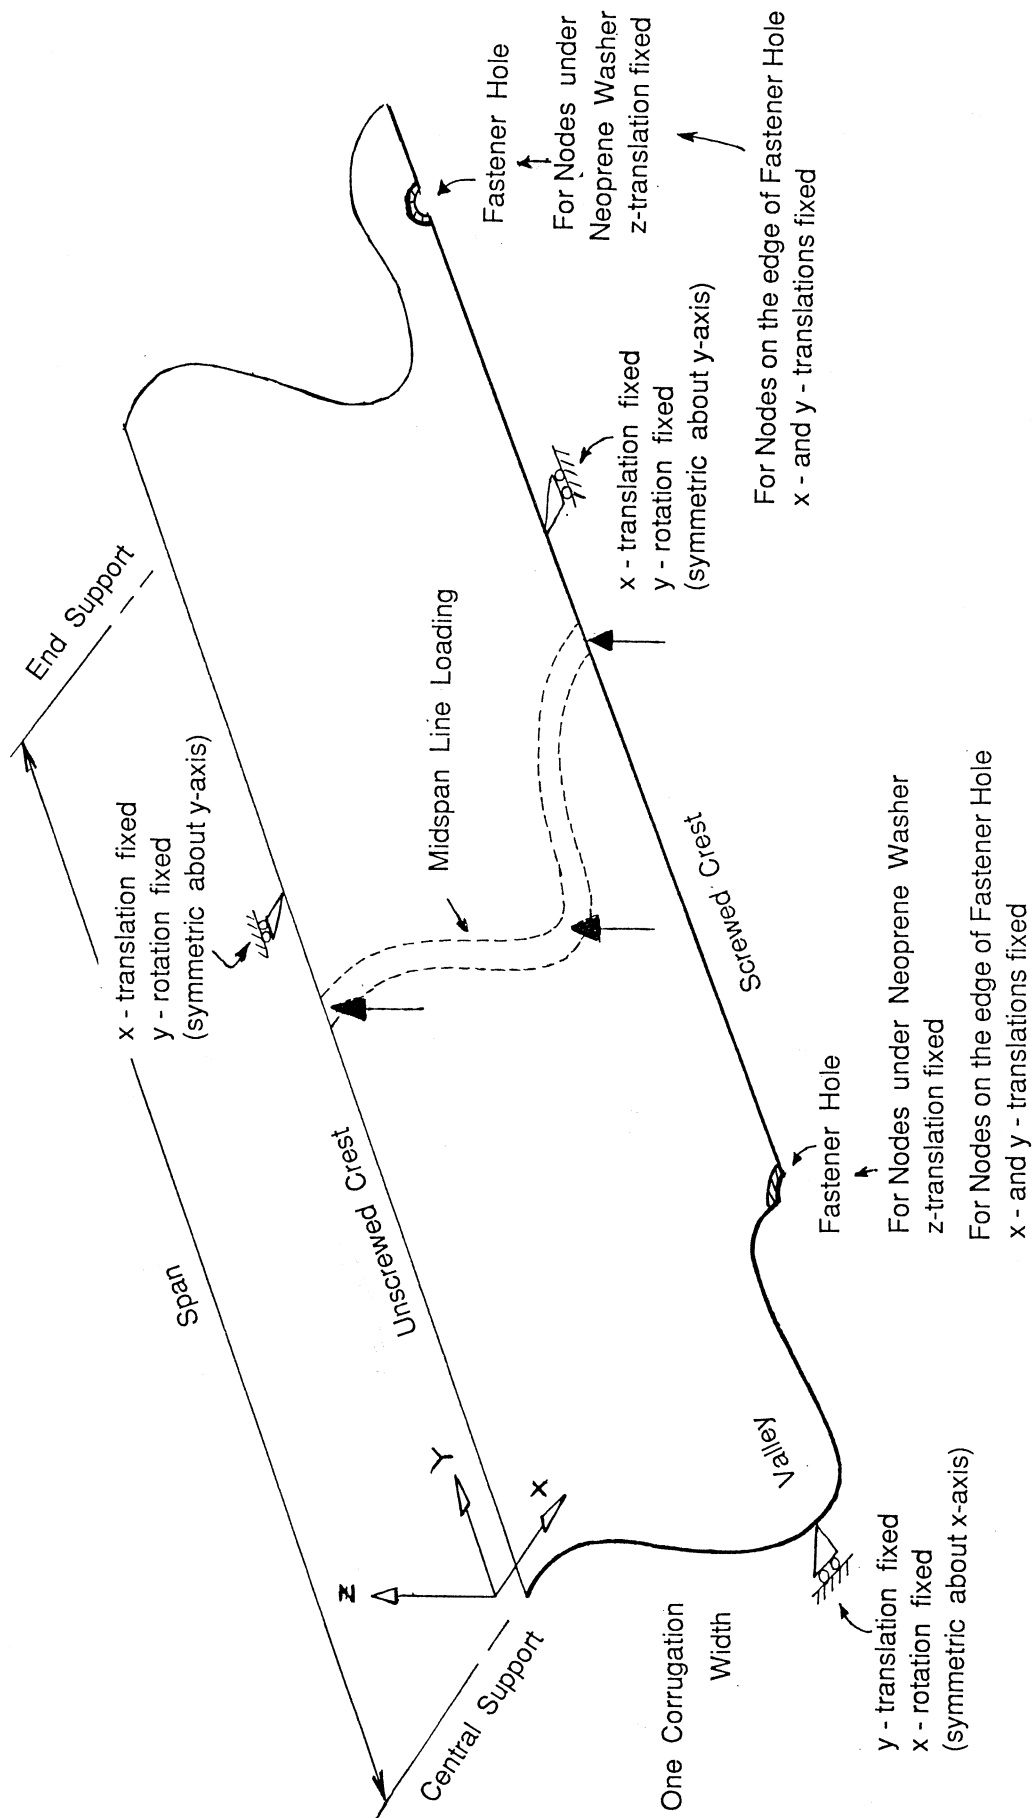 Span
End Support
x - translation fixed
y - rotation fixed
(symmetric about y-axis)
Unscrewed Crest
Z
Y
X
Central Support
Midspan Line Loading
Fastener Hole
For Nodes under
Neoprene Washer
z-translation fixed
For Nodes on the edge of Fastener Hole
x - and y - translations fixed
x - translation fixed
y - rotation fixed
(symmetric about y-axis)
Screwed Crest
Valley
One Corrugation
Width
y - translation fixed
x - rotation fixed
(symmetric about x-axis)
Fastener Hole
For Nodes under Neoprene Washer
z-translation fixed
For Nodes on the edge of Fastener Hole
x - and y - translations fixed